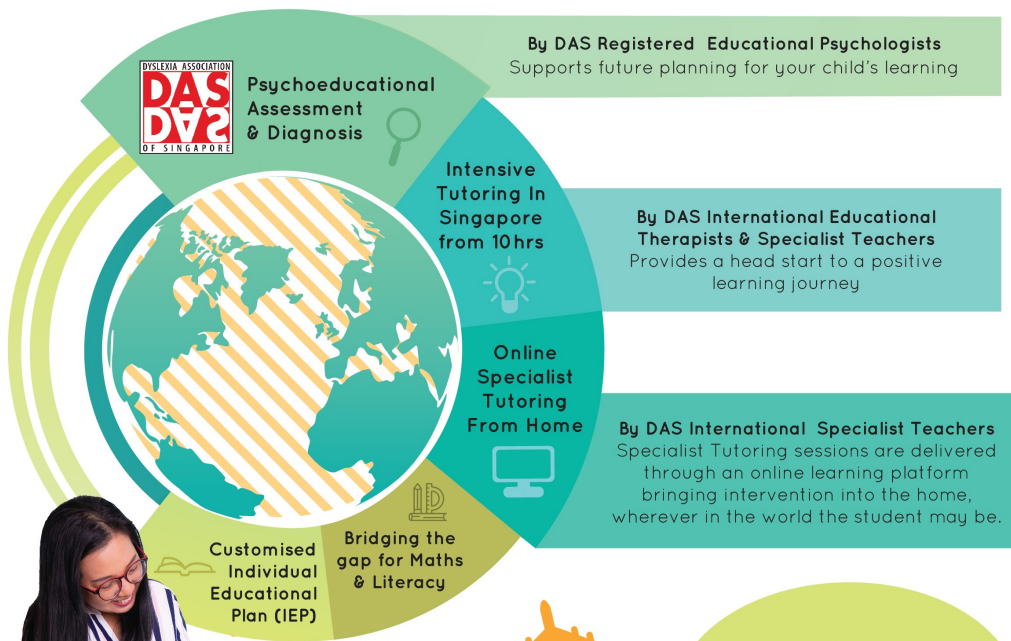 DYSLEXIA ASSOCIATION
DAS
DAS
OF SINGAPORE
Psychoeducational
Assessment
& Diagnosis
By DAS Registered Educational Psychologists
Supports future planning for your child's learning
Intensive
Tutoring In
Singapore
from 10hrs
By DAS International Educational
Therapists & Specialist Teachers
Provides a head start to a positive
learning journey
Online
Specialist
Tutoring
From Home
By DAS International Specialist Teachers
Specialist Tutoring sessions are delivered
through an online learning platform
bringing intervention into the home,
wherever in the world the student may be.
Bridging the
gap for Maths
& Literacy
Customised
Individual
Educational
Plan (IEP)